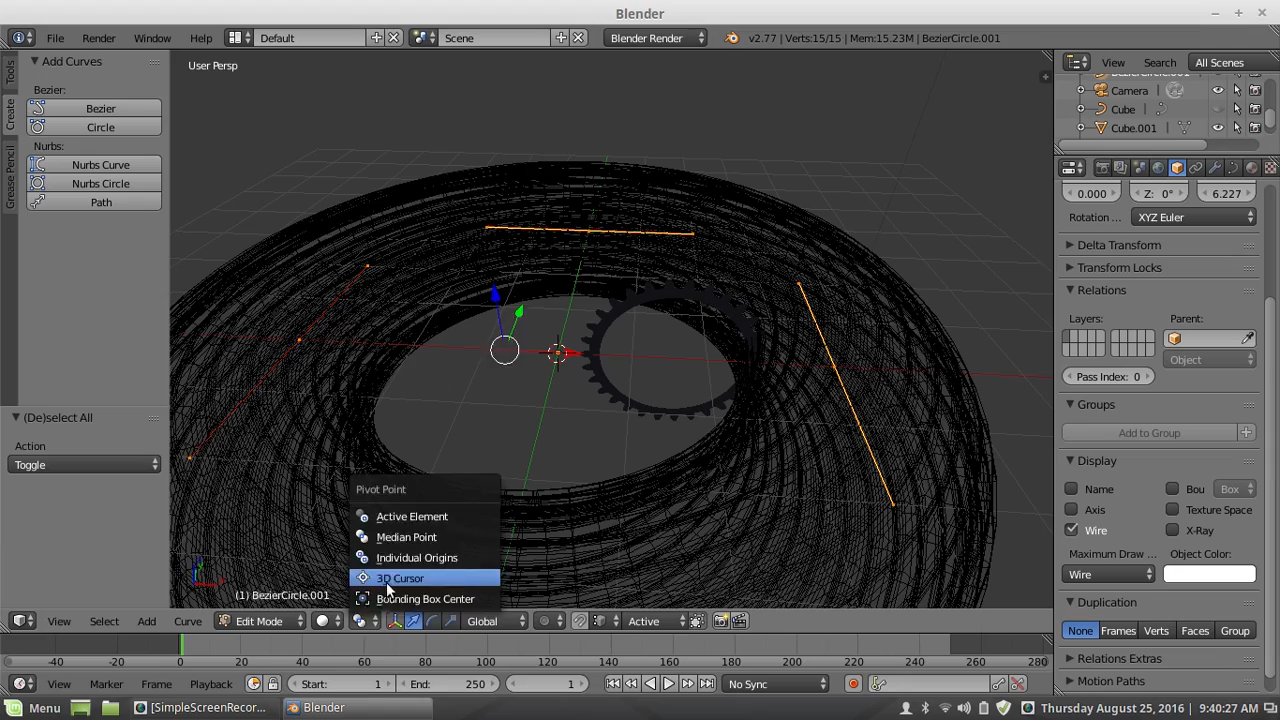 Blender
File Render Window Help Default Scene Blender Render v2.77 | Verts:15/15 | Mem:15.23M | BezierCircle.001
Tools
Create
Grease Pencil
Add Curves
Bezier:
Bezier
Circle
Nurbs:
Nurbs Curve
Nurbs Circle
Path
(De)select All
Action
Toggle
User Persp
(1) BezierCircle.001
Pivot Point
Active Element
Median Point
Individual Origins
3D Cursor
Bounding Box Center
View Select Add Curve Edit Mode Global Active
-40 -20 0 20 40 60 80 100 120 140 160 180 200 220 240 260 280
View Marker Frame Playback Start: 1 End: 250 1 No Sync
View Search All Scenes
BezierCircle.001
Camera
Cube
Cube.001
0.000 Z: 0° 6.227
Rotation ... XYZ Euler
Delta Transform
Transform Locks
Relations
Layers: Parent:
Object
Pass Index: 0
Groups
Add to Group
Display
Name Bou Box
Axis Texture Space
Wire X-Ray
Maximum Draw ... Object Color:
Wire
Duplication
None Frames Verts Faces Group
Relations Extras
Motion Paths
Menu [SimpleScreenRecor... Blender Thursday August 25, 2016 9:40:27 AM